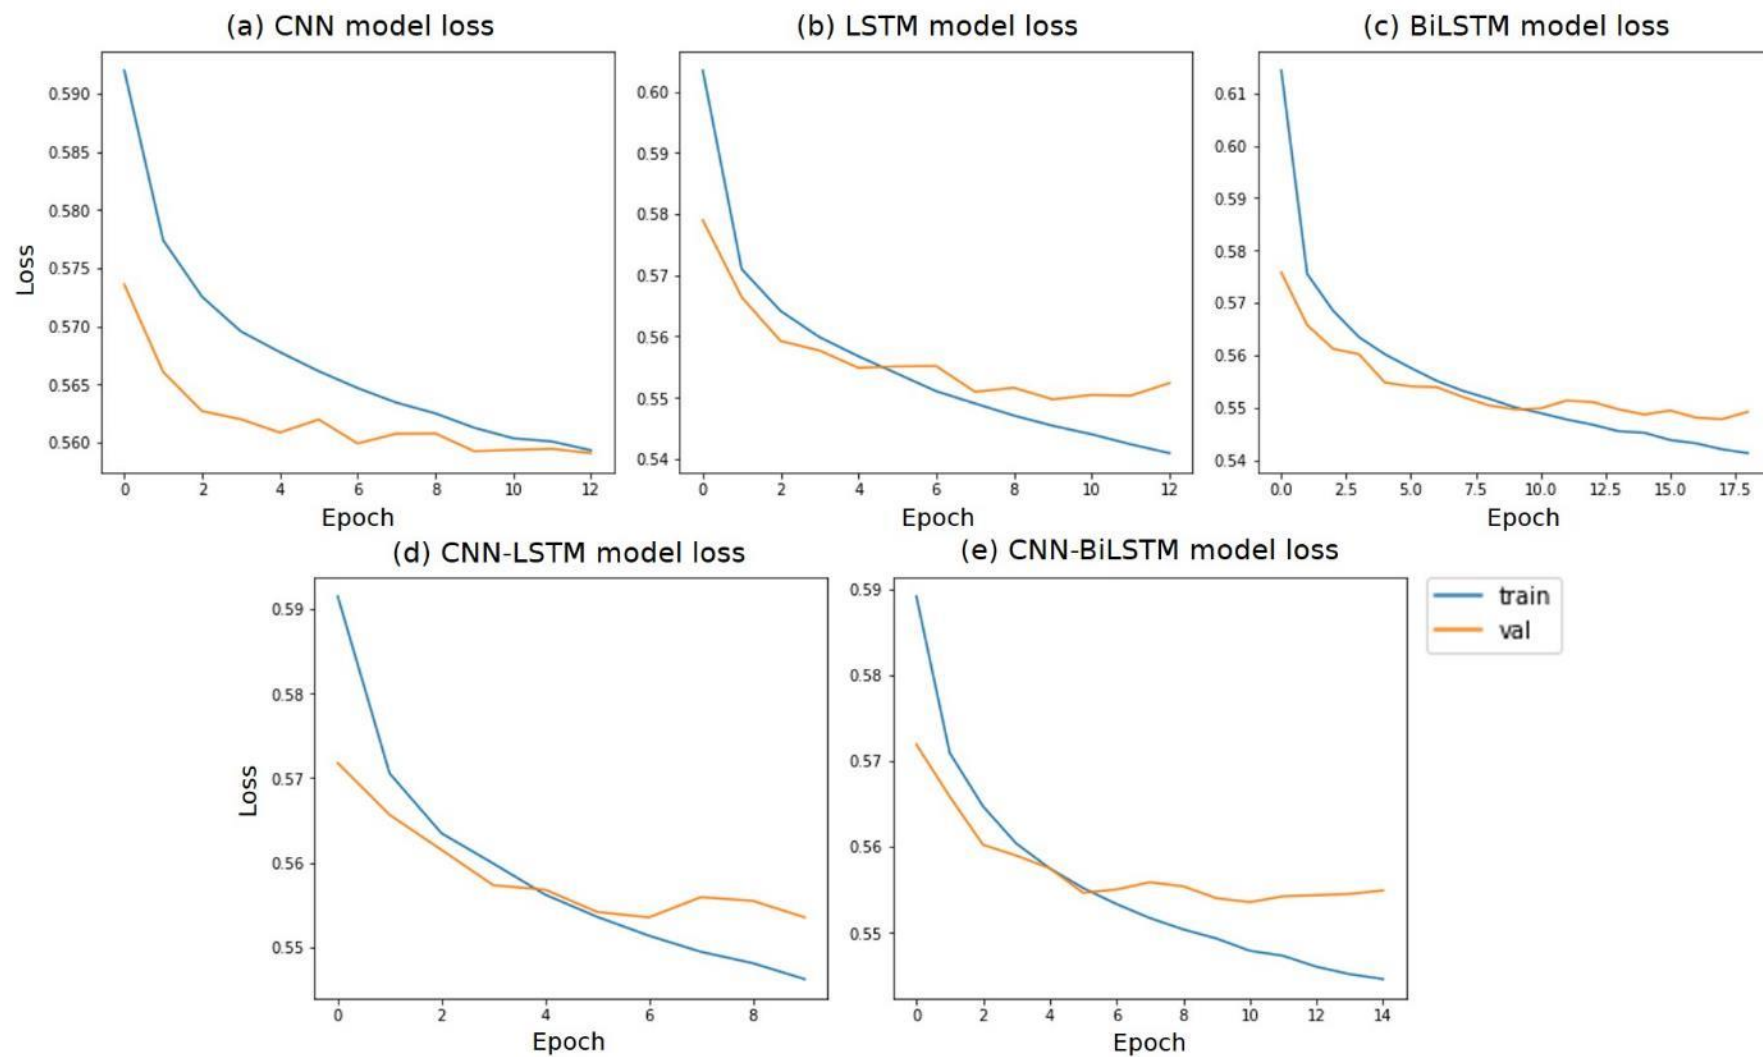 (a) CNN model loss
(b) LSTM model loss
(c) BiLSTM model loss
0.590
0.585
0.580
0.575
0.570
0.565
0.560
Loss
0 2 4 6 8 10 12
Epoch
0.60
0.59
0.58
0.57
0.56
0.55
0.54
0 2 4 6 8 10 12
Epoch
0.61
0.60
0.59
0.58
0.57
0.56
0.55
0.54
0.0 2.5 5.0 7.5 10.0 12.5 15.0 17.5
Epoch
(d) CNN-LSTM model loss
(e) CNN-BiLSTM model loss
0.59
0.58
0.57
0.56
0.55
Loss
0 2 4 6 8
Epoch
0.59
0.58
0.57
0.56
0.55
0 2 4 6 8 10 12 14
Epoch
train
val